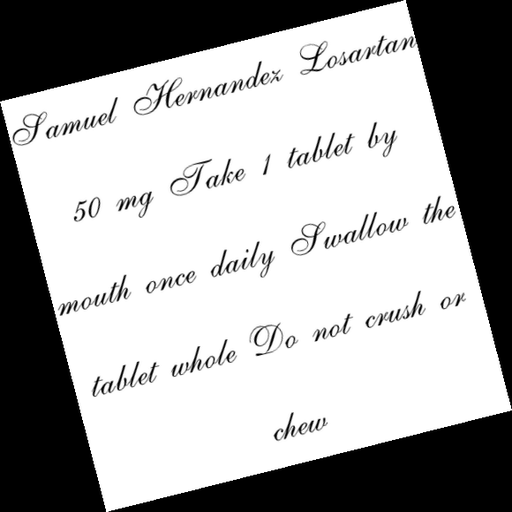 Samuel Hernandez Losartan
50 mg Take 1 tablet by
mouth once daily Swallow the
tablet whole Do not crush or
chew